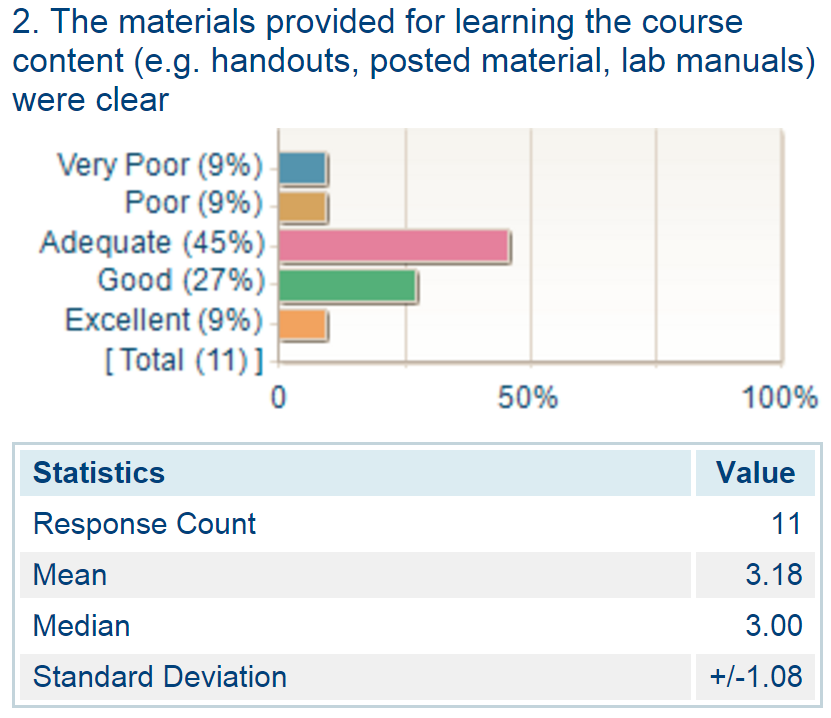 2. The materials provided for learning the course
content (e.g. handouts, posted material, lab manuals)
were clear
Very Poor (9%)
Poor (9%)
Adequate (45%)
Good (27%)
Excellent (9%)
[ Total (11) ]
0 50% 100%
Statistics Value
Response Count 11
Mean 3.18
Median 3.00
Standard Deviation +/-1.08